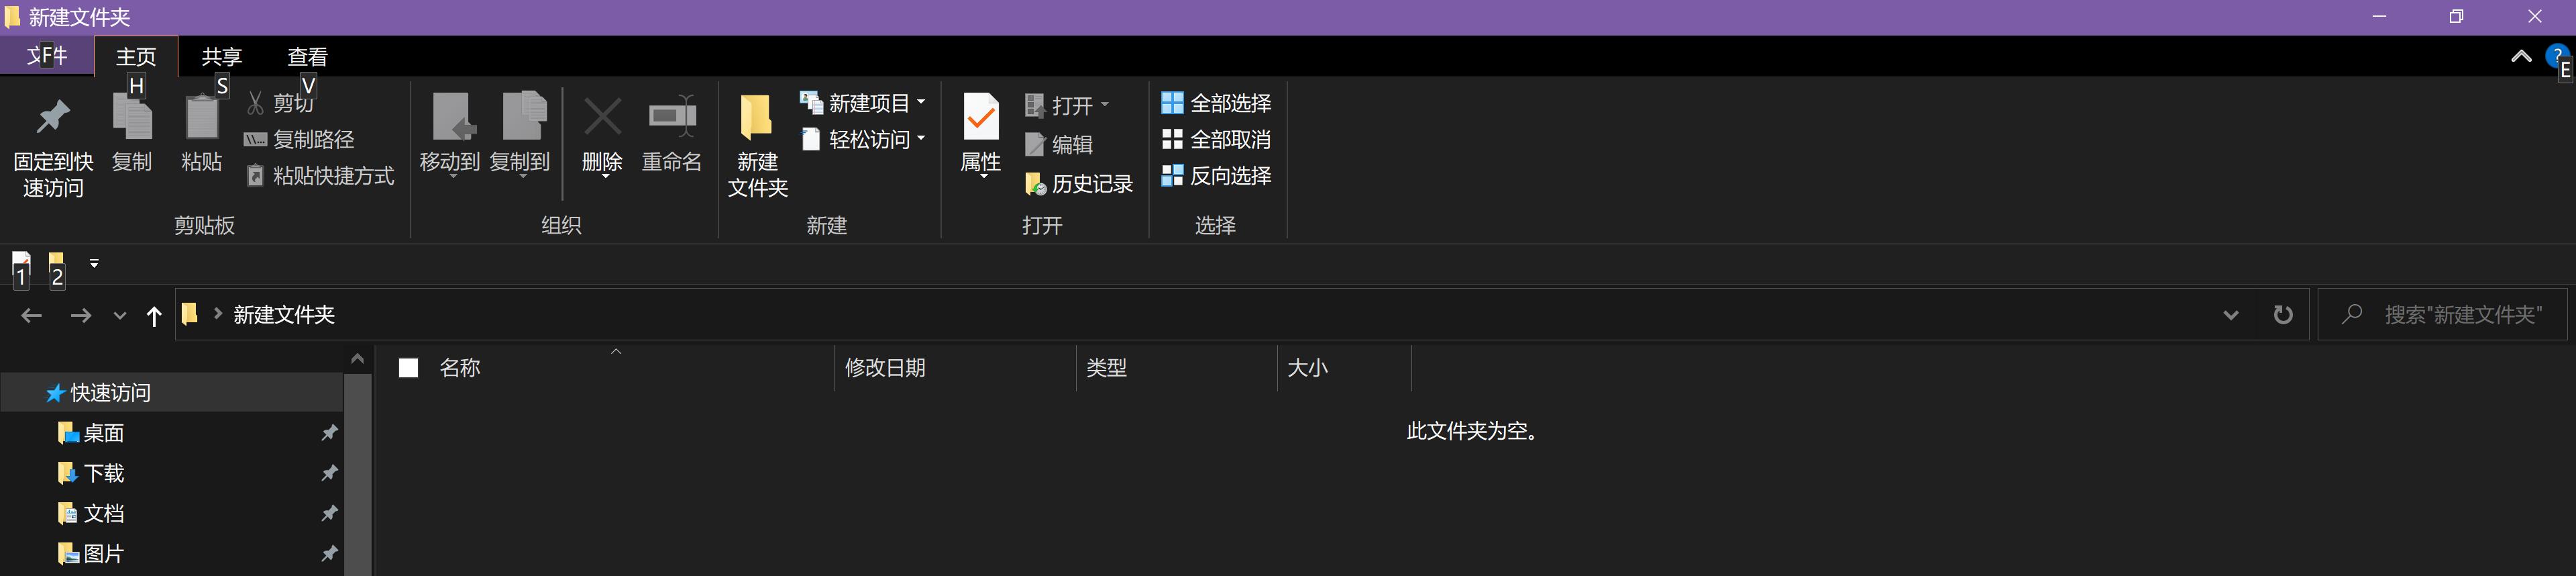 新建文件夹
文件 主页 共享 查看
F H S V E
固定到快速访问
复制
粘贴
剪切
复制路径
粘贴快捷方式
剪贴板
移动到
复制到
删除
重命名
组织
新建
文件夹
新建项目
轻松访问
新建
属性
打开
编辑
历史记录
打开
全部选择
全部取消
反向选择
选择
1 2
新建文件夹
搜索"新建文件夹"
名称 修改日期 类型 大小
此文件夹为空。
快速访问
桌面
下载
文档
图片